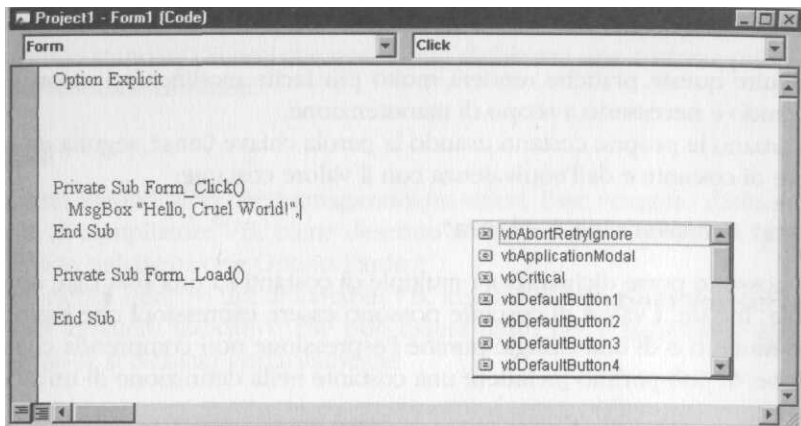 Project1 - Form1 (Code)
Form
Click
Option Explicit
Private Sub Form_Click()
MsgBox "Hello, Cruel World!",
End Sub
Private Sub Form_Load()
End Sub
vbAbortRetryIgnore
vbApplicationModal
vbCritical
vbDefaultButton1
vbDefaultButton2
vbDefaultButton3
vbDefaultButton4